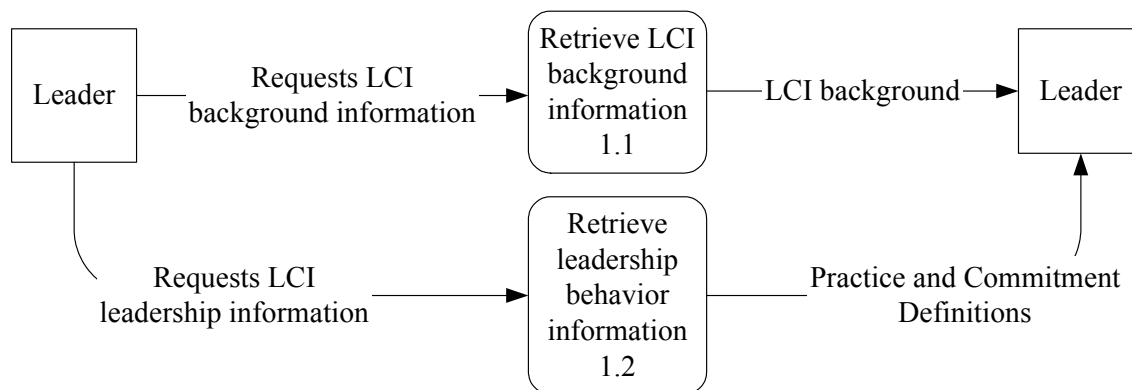 Leader
Requests LCI
background information
Retrieve LCI
background
information
1.1
LCI background
Leader
Requests LCI
leadership information
Retrieve
leadership
behavior
information
1.2
Practice and Commitment
Definitions